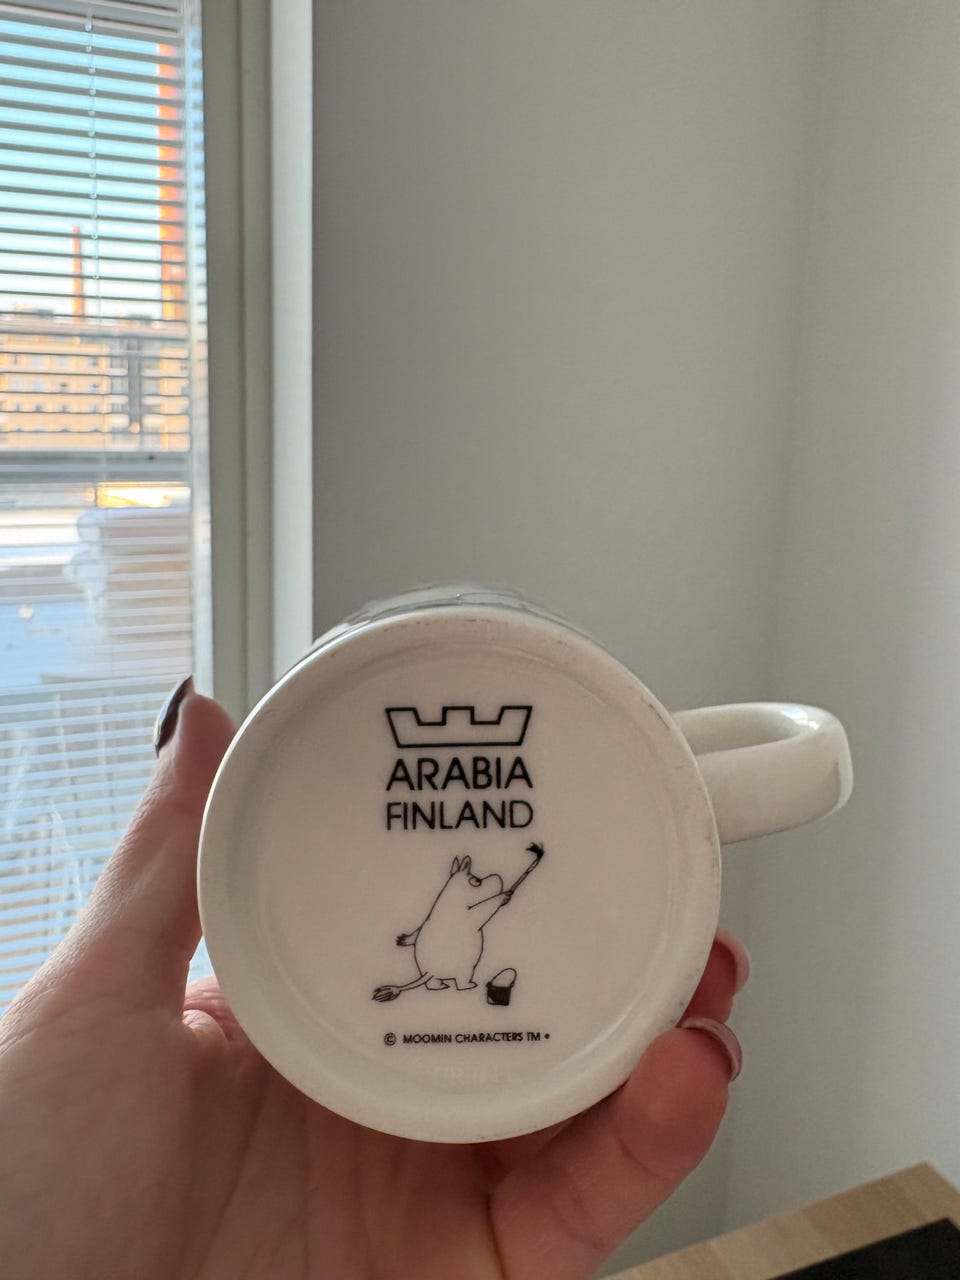 ARABIA
FINLAND
© MOOMIN CHARACTERS TM •